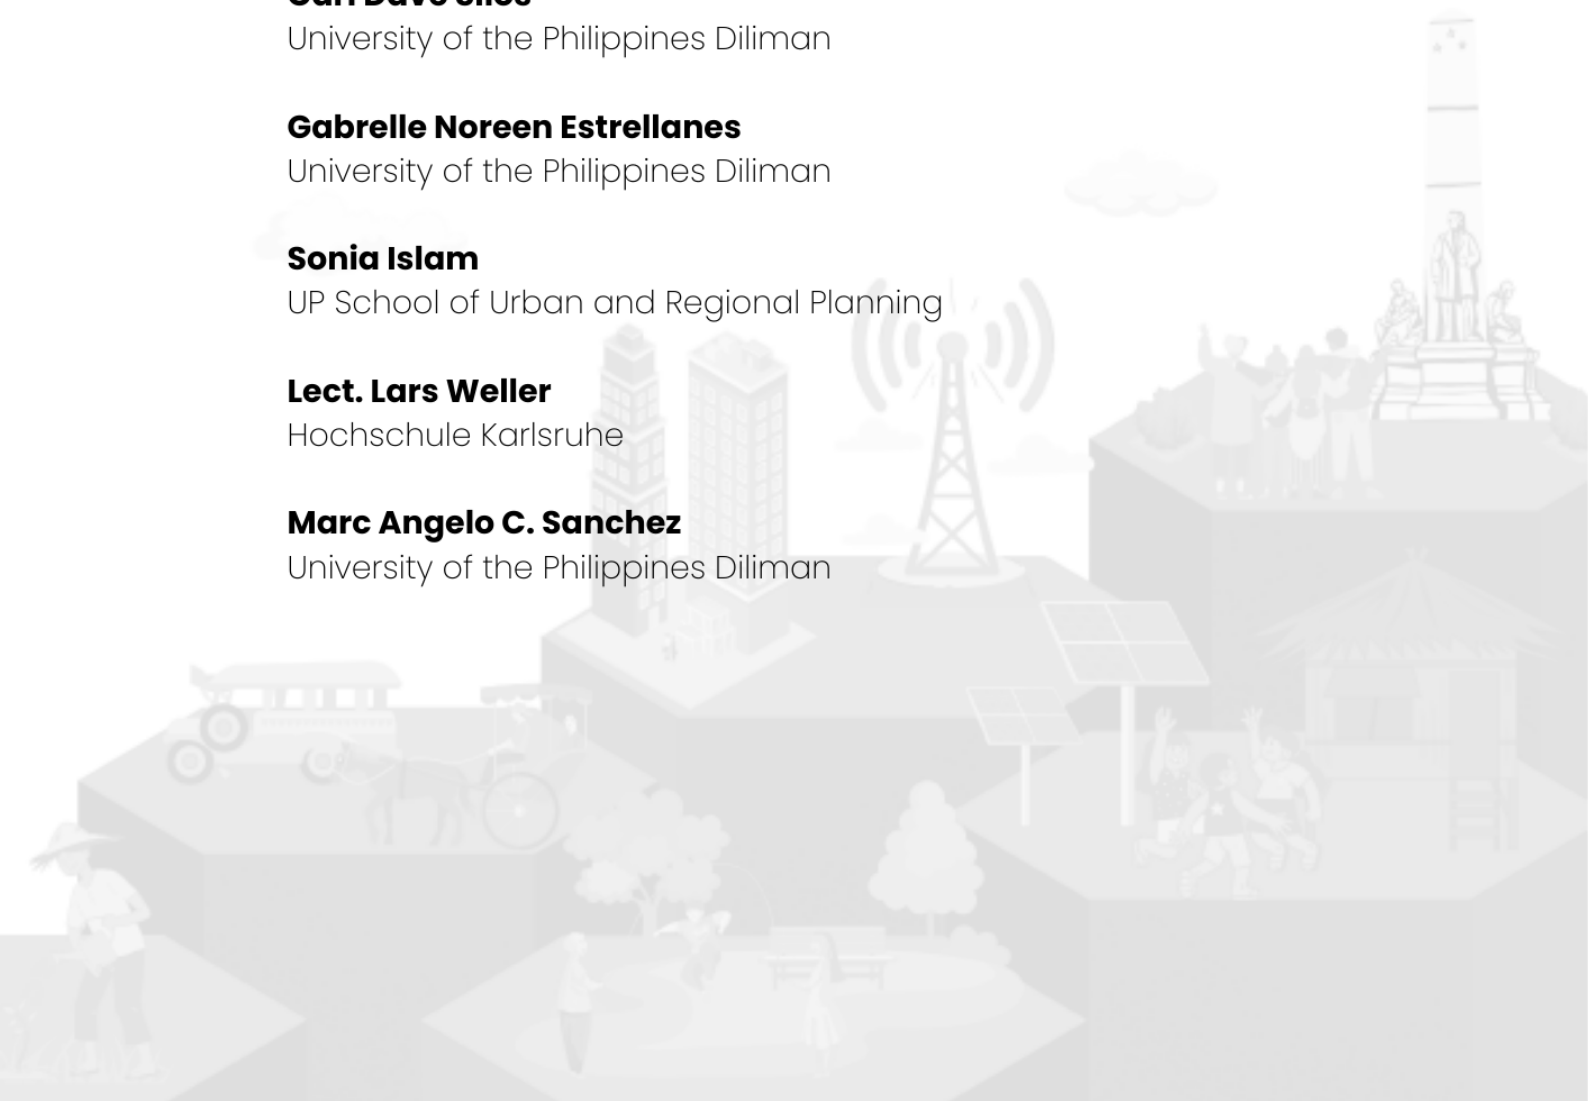 University of the Philippines Diliman
Gabrelle Noreen Estrellanes
University of the Philippines Diliman
Sonia Islam
UP School of Urban and Regional Planning
Lect. Lars Weller
Hochschule Karlsruhe
Marc Angelo C. Sanchez
University of the Philippines Diliman